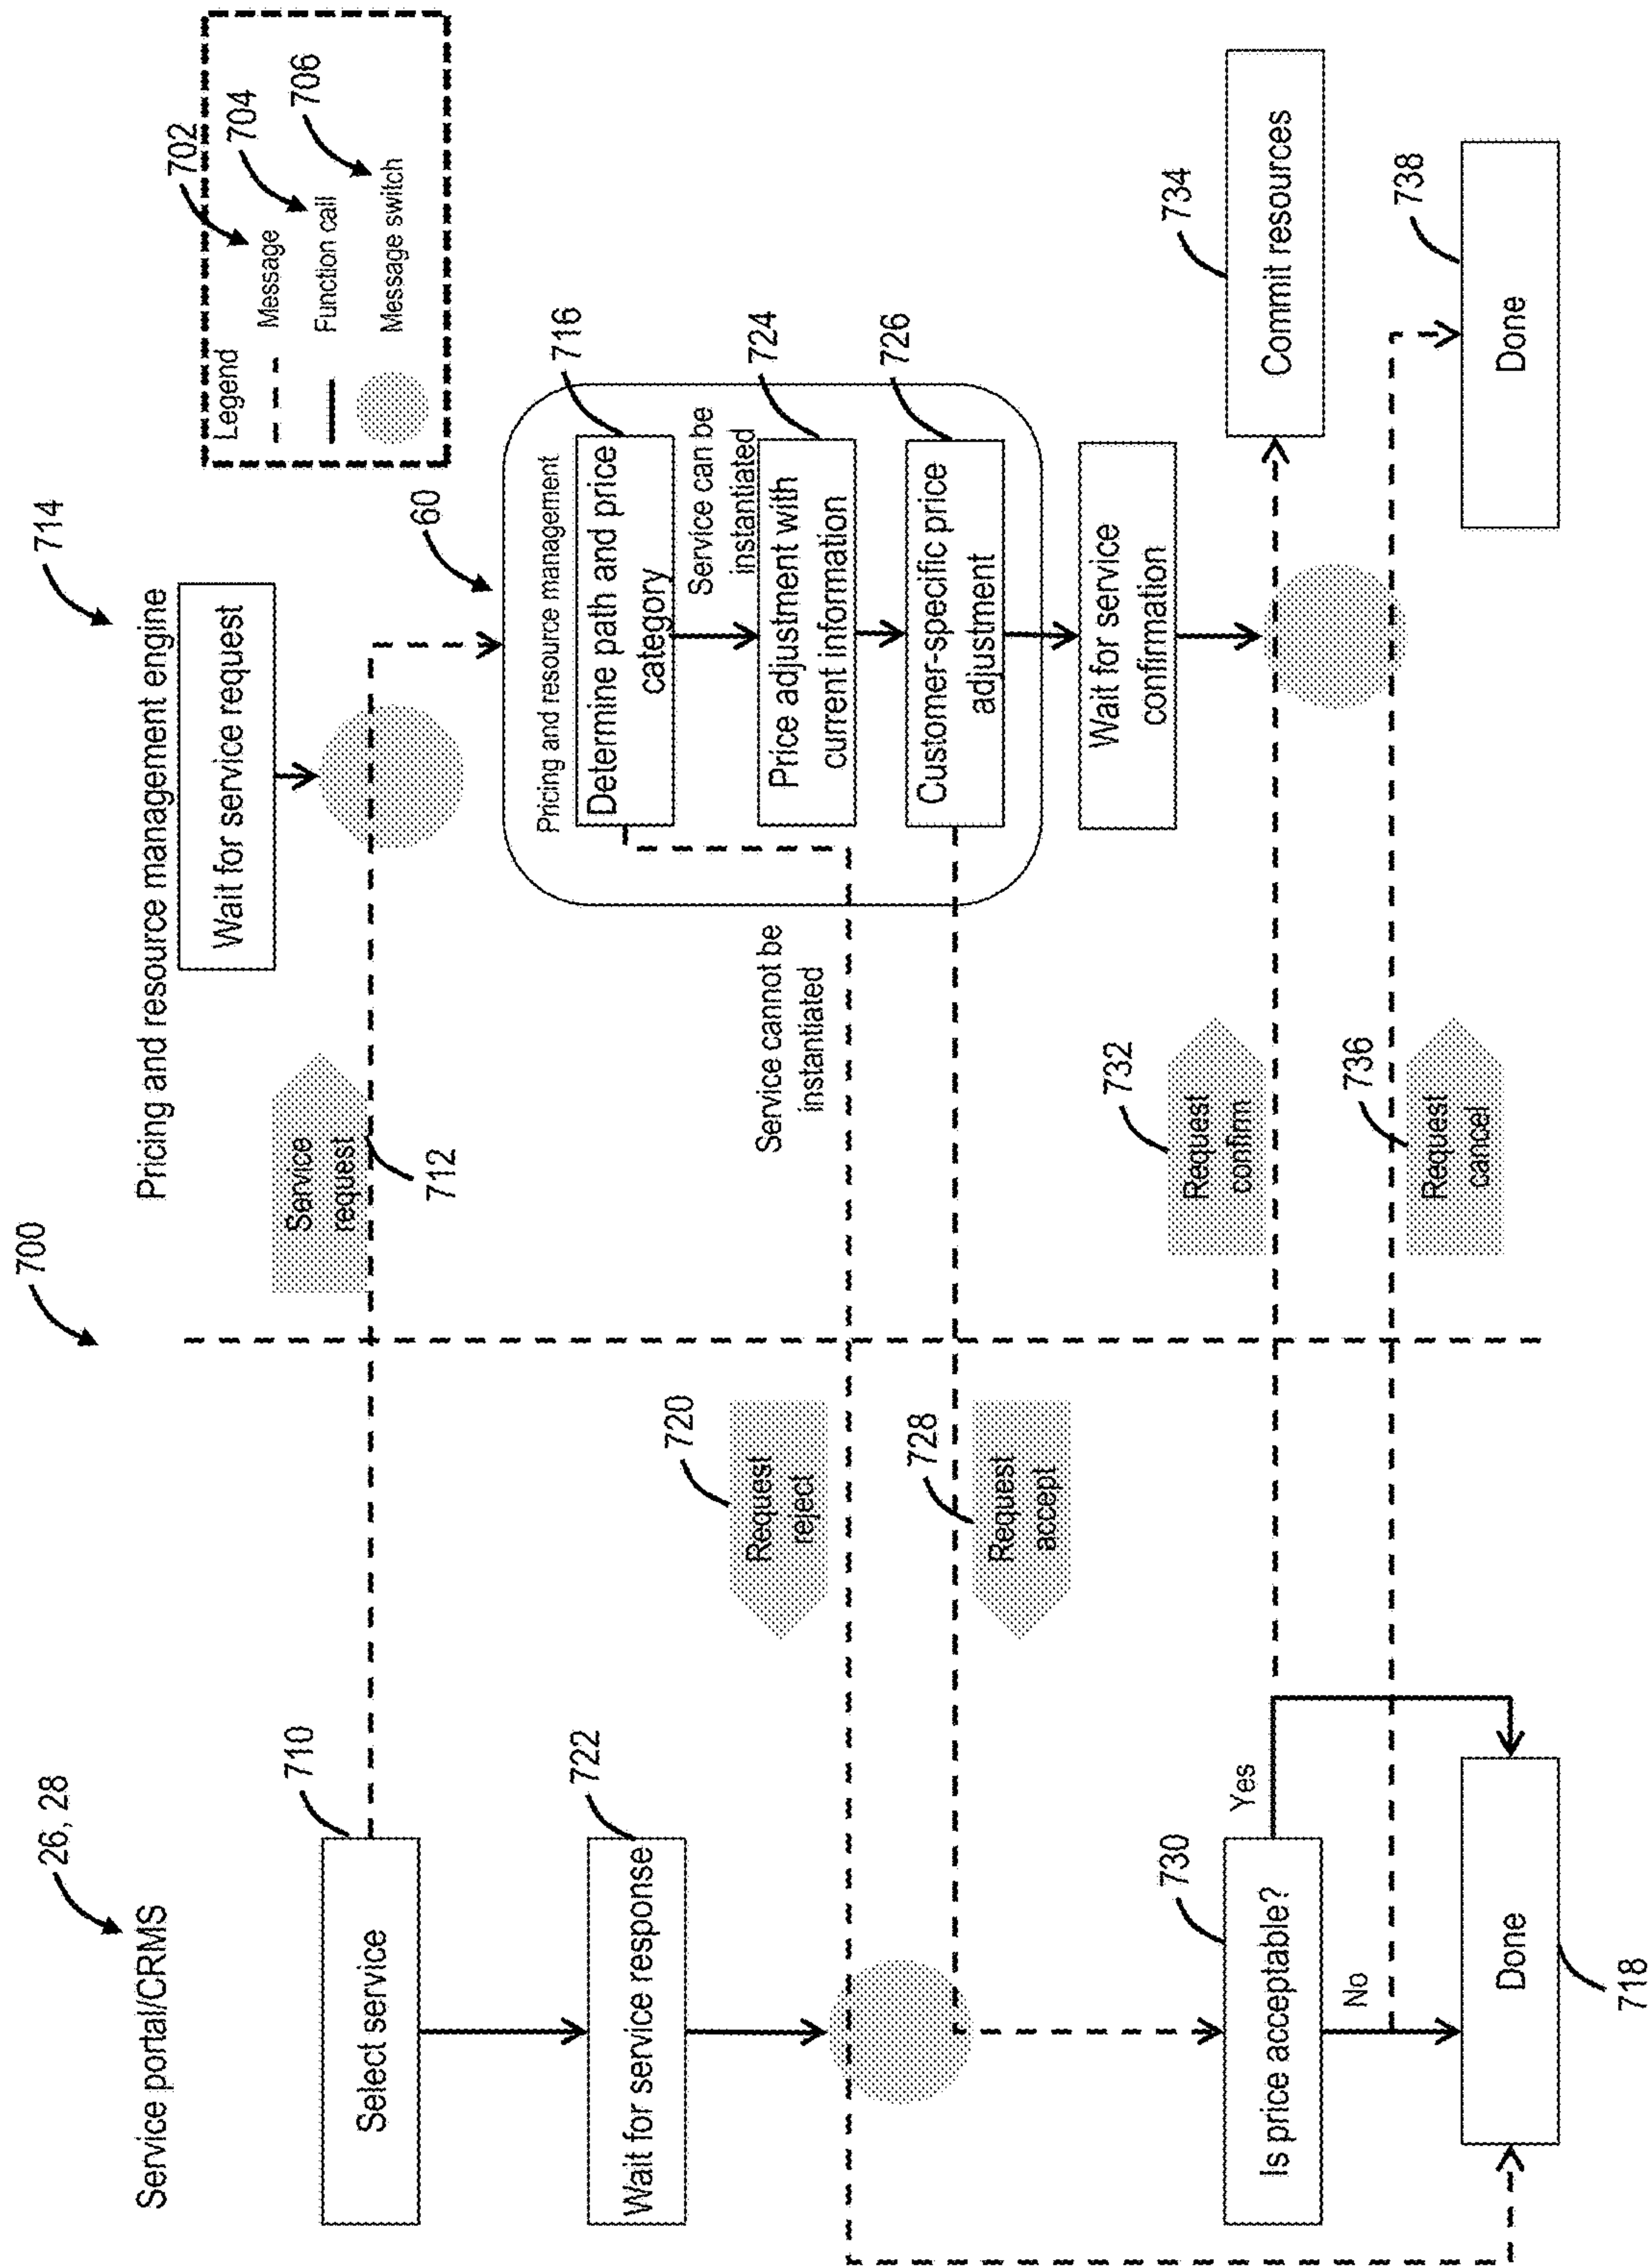 700
26, 28
Service portal/CRMS
714
Pricing and resource management engine
Legend
Message
702
Function call
704
Message switch
706
710
Select service
Wait for service request
Service
request
712
722
Wait for service response
60
Pricing and resource management
Determine path and price
category
716
Service can be
instantiated
720
Request
reject
Service cannot be
instantiated
Price adjustment with
current information
724
728
Request
accept
Customer-specific price
adjustment
726
Wait for service
confirmation
730
Is price acceptable?
Yes
No
732
Request
confirm
734
Commit resources
736
Request
cancel
738
Done
Done
718